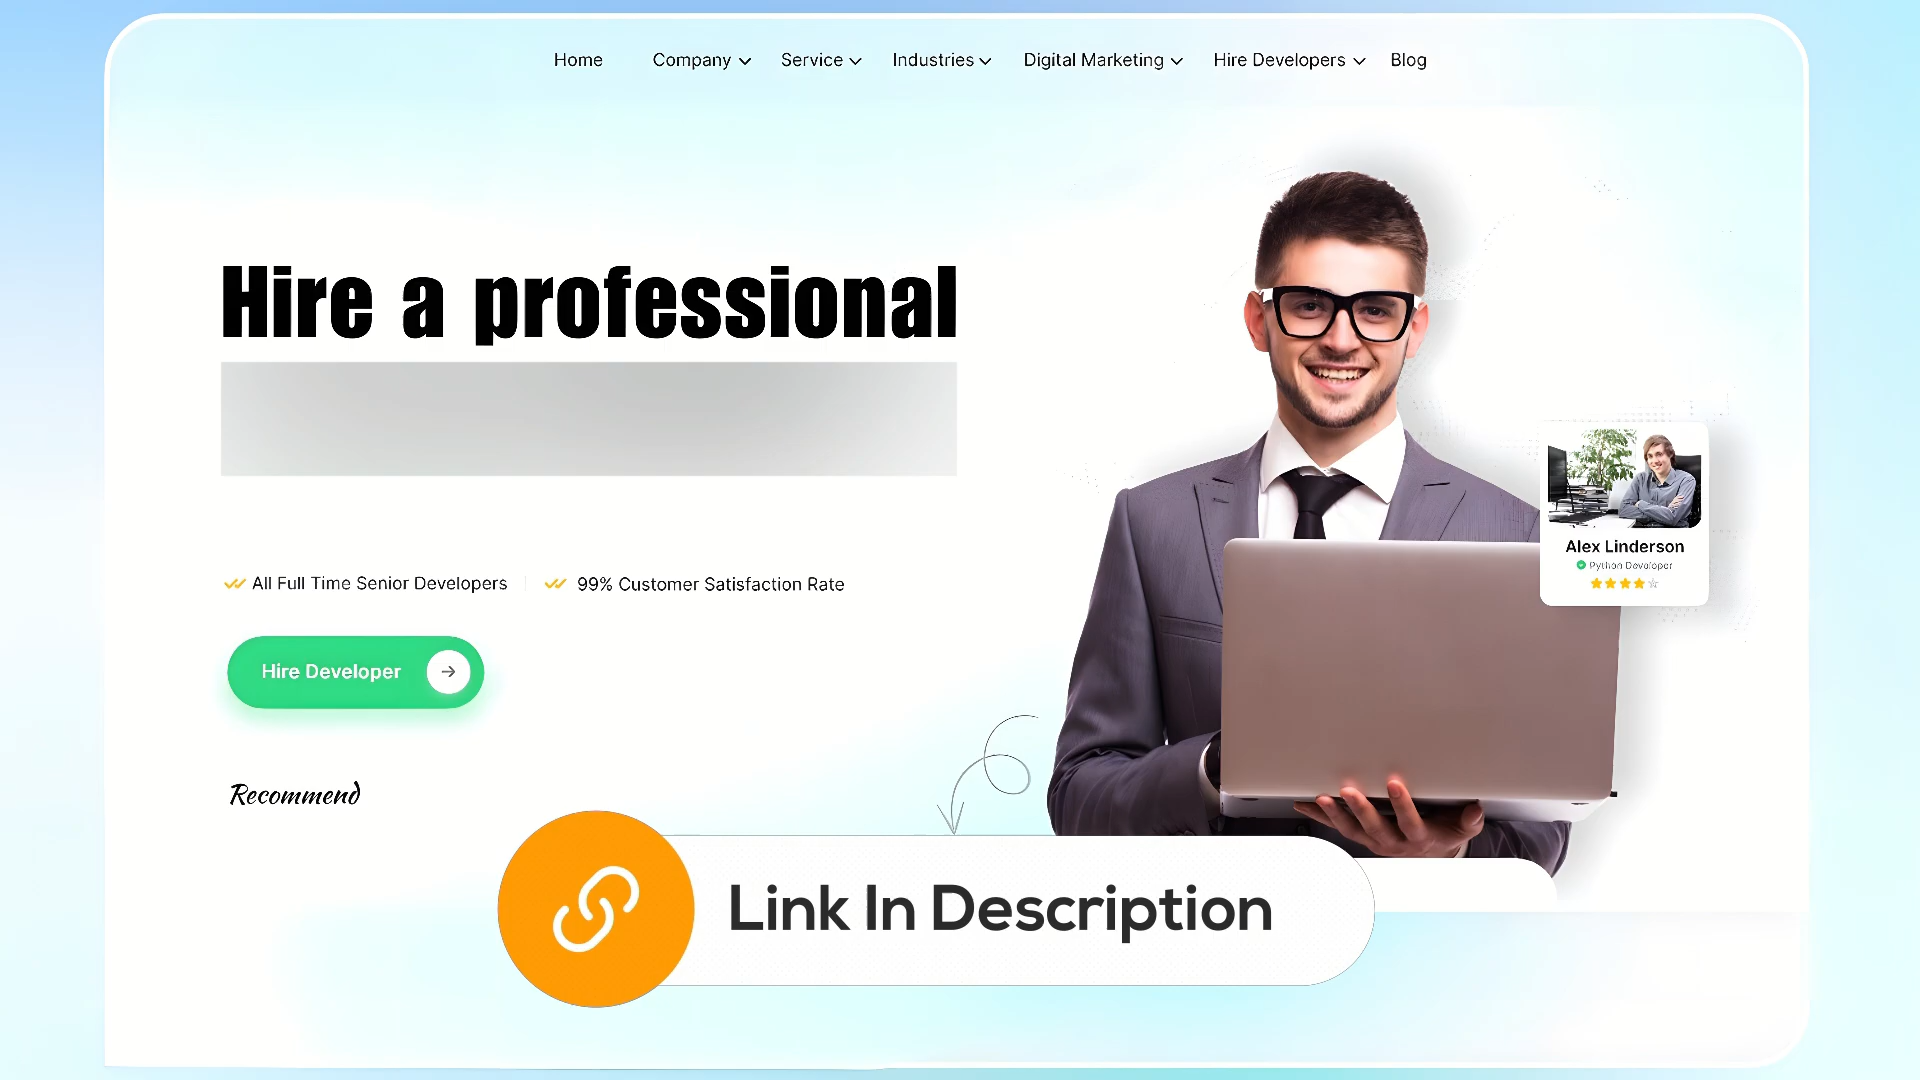 Home Company Service Industries Digital Marketing Hire Developers Blog
Hire a professional
Alex Linderson
Python Developer
All Full Time Senior Developers 99% Customer Satisfaction Rate
Hire Developer
Recommend
Link In Description